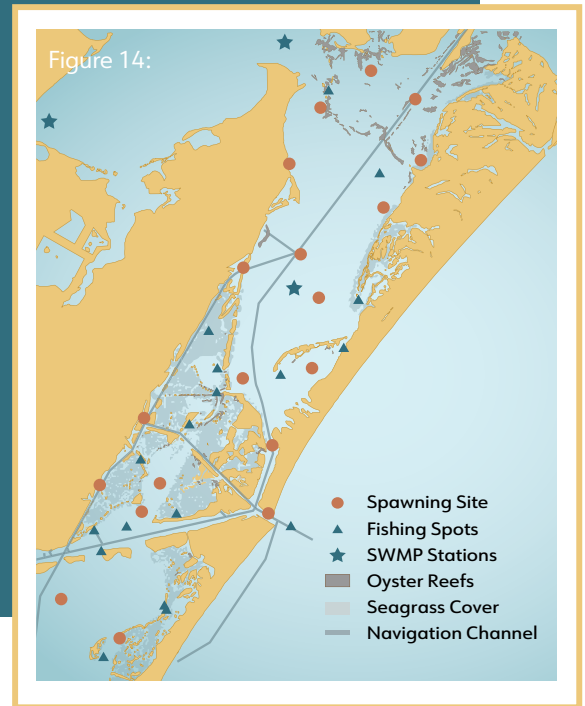 Figure 14:
Spawning Site
Fishing Spots
SWMP Stations
Oyster Reefs
Seagrass Cover
Navigation Channel